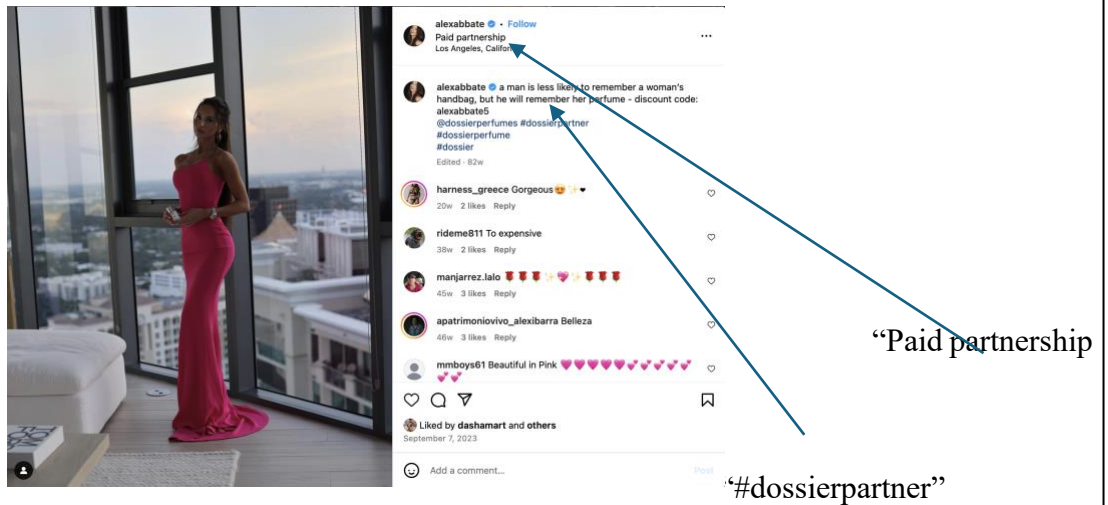 alexabbate • Follow
Paid partnership
Los Angeles, Californ
alexabbate a man is less likely to remember a woman's
handbag, but he will remember her perfume - discount code:
alexabbate5
@dossierperfumes #dossierpartner
#dossierperfume
#dossier
Edited · 82w
harness_greece Gorgeous😍✨❤
20w 2 likes Reply
rideme811 To expensive
38w 2 likes Reply
manjarrez.lalo 🌹🌹🌹✨💖✨🌹🌹🌹
45w 3 likes Reply
apatrimoniovivo_alexibarra Belleza
46w 3 likes Reply
mmboys61 Beautiful in Pink 💗💗💗💗💗💕💕💕💕💕
💕💕
Liked by dashamart and others
September 7, 2023
Add a comment...
Post
“Paid partnership
“#dossierpartner”